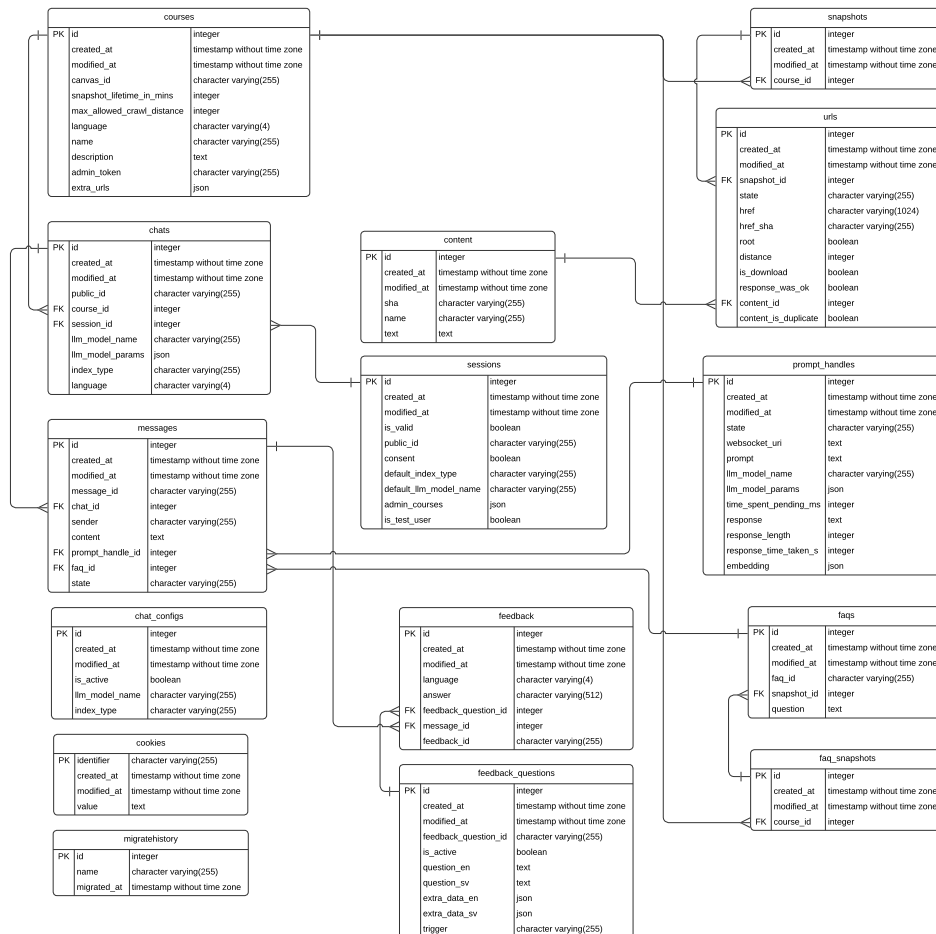 courses
PK id integer
created_at timestamp without time zone
modified_at timestamp without time zone
canvas_id character varying(255)
snapshot_lifetime_in_mins integer
max_allowed_crawl_distance integer
language character varying(4)
name character varying(255)
description text
admin_token character varying(255)
extra_urls json
snapshots
PK id integer
created_at timestamp without time zone
modified_at timestamp without time zone
FK course_id integer
urls
PK id integer
created_at timestamp without time zone
modified_at timestamp without time zone
FK snapshot_id integer
state character varying(255)
href character varying(1024)
href_sha character varying(255)
root boolean
distance integer
is_download boolean
response_was_ok boolean
FK content_id integer
content_is_duplicate boolean
chats
PK id integer
created_at timestamp without time zone
modified_at timestamp without time zone
public_id character varying(255)
FK course_id integer
FK session_id integer
llm_model_name character varying(255)
llm_model_params json
index_type character varying(255)
language character varying(4)
content
PK id integer
created_at timestamp without time zone
modified_at timestamp without time zone
sha character varying(255)
name character varying(255)
text text
sessions
PK id integer
created_at timestamp without time zone
modified_at timestamp without time zone
is_valid boolean
public_id character varying(255)
consent boolean
default_index_type character varying(255)
default_llm_model_name character varying(255)
admin_courses json
is_test_user boolean
prompt_handles
PK id integer
created_at timestamp without time zone
modified_at timestamp without time zone
state character varying(255)
websocket_uri text
prompt text
llm_model_name character varying(255)
llm_model_params json
time_spent_pending_ms integer
response text
response_length integer
response_time_taken_s integer
embedding json
messages
PK id integer
created_at timestamp without time zone
modified_at timestamp without time zone
message_id character varying(255)
FK chat_id integer
sender character varying(255)
content text
FK prompt_handle_id integer
FK faq_id integer
state character varying(255)
chat_configs
PK id integer
created_at timestamp without time zone
modified_at timestamp without time zone
is_active boolean
llm_model_name character varying(255)
index_type character varying(255)
feedback
PK id integer
created_at timestamp without time zone
modified_at timestamp without time zone
language character varying(4)
answer character varying(512)
FK feedback_question_id integer
FK message_id integer
feedback_id character varying(255)
faqs
PK id integer
created_at timestamp without time zone
modified_at timestamp without time zone
faq_id character varying(255)
FK snapshot_id integer
question text
cookies
PK identifier character varying(255)
created_at timestamp without time zone
modified_at timestamp without time zone
value text
feedback_questions
PK id integer
created_at timestamp without time zone
modified_at timestamp without time zone
feedback_question_id character varying(255)
is_active boolean
question_en text
question_sv text
extra_data_en json
extra_data_sv json
trigger character varying(255)
faq_snapshots
PK id integer
created_at timestamp without time zone
modified_at timestamp without time zone
FK course_id integer
migratehistory
PK id integer
name character varying(255)
migrated_at timestamp without time zone